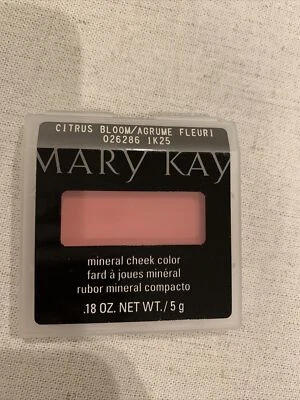 CITRUS BLOOM/AGRUME FLEURI
026286 1K25
MARY KAY
mineral cheek color
fard à joues minéral
rubor mineral compacto
.18 OZ. NET WT. / 5 g